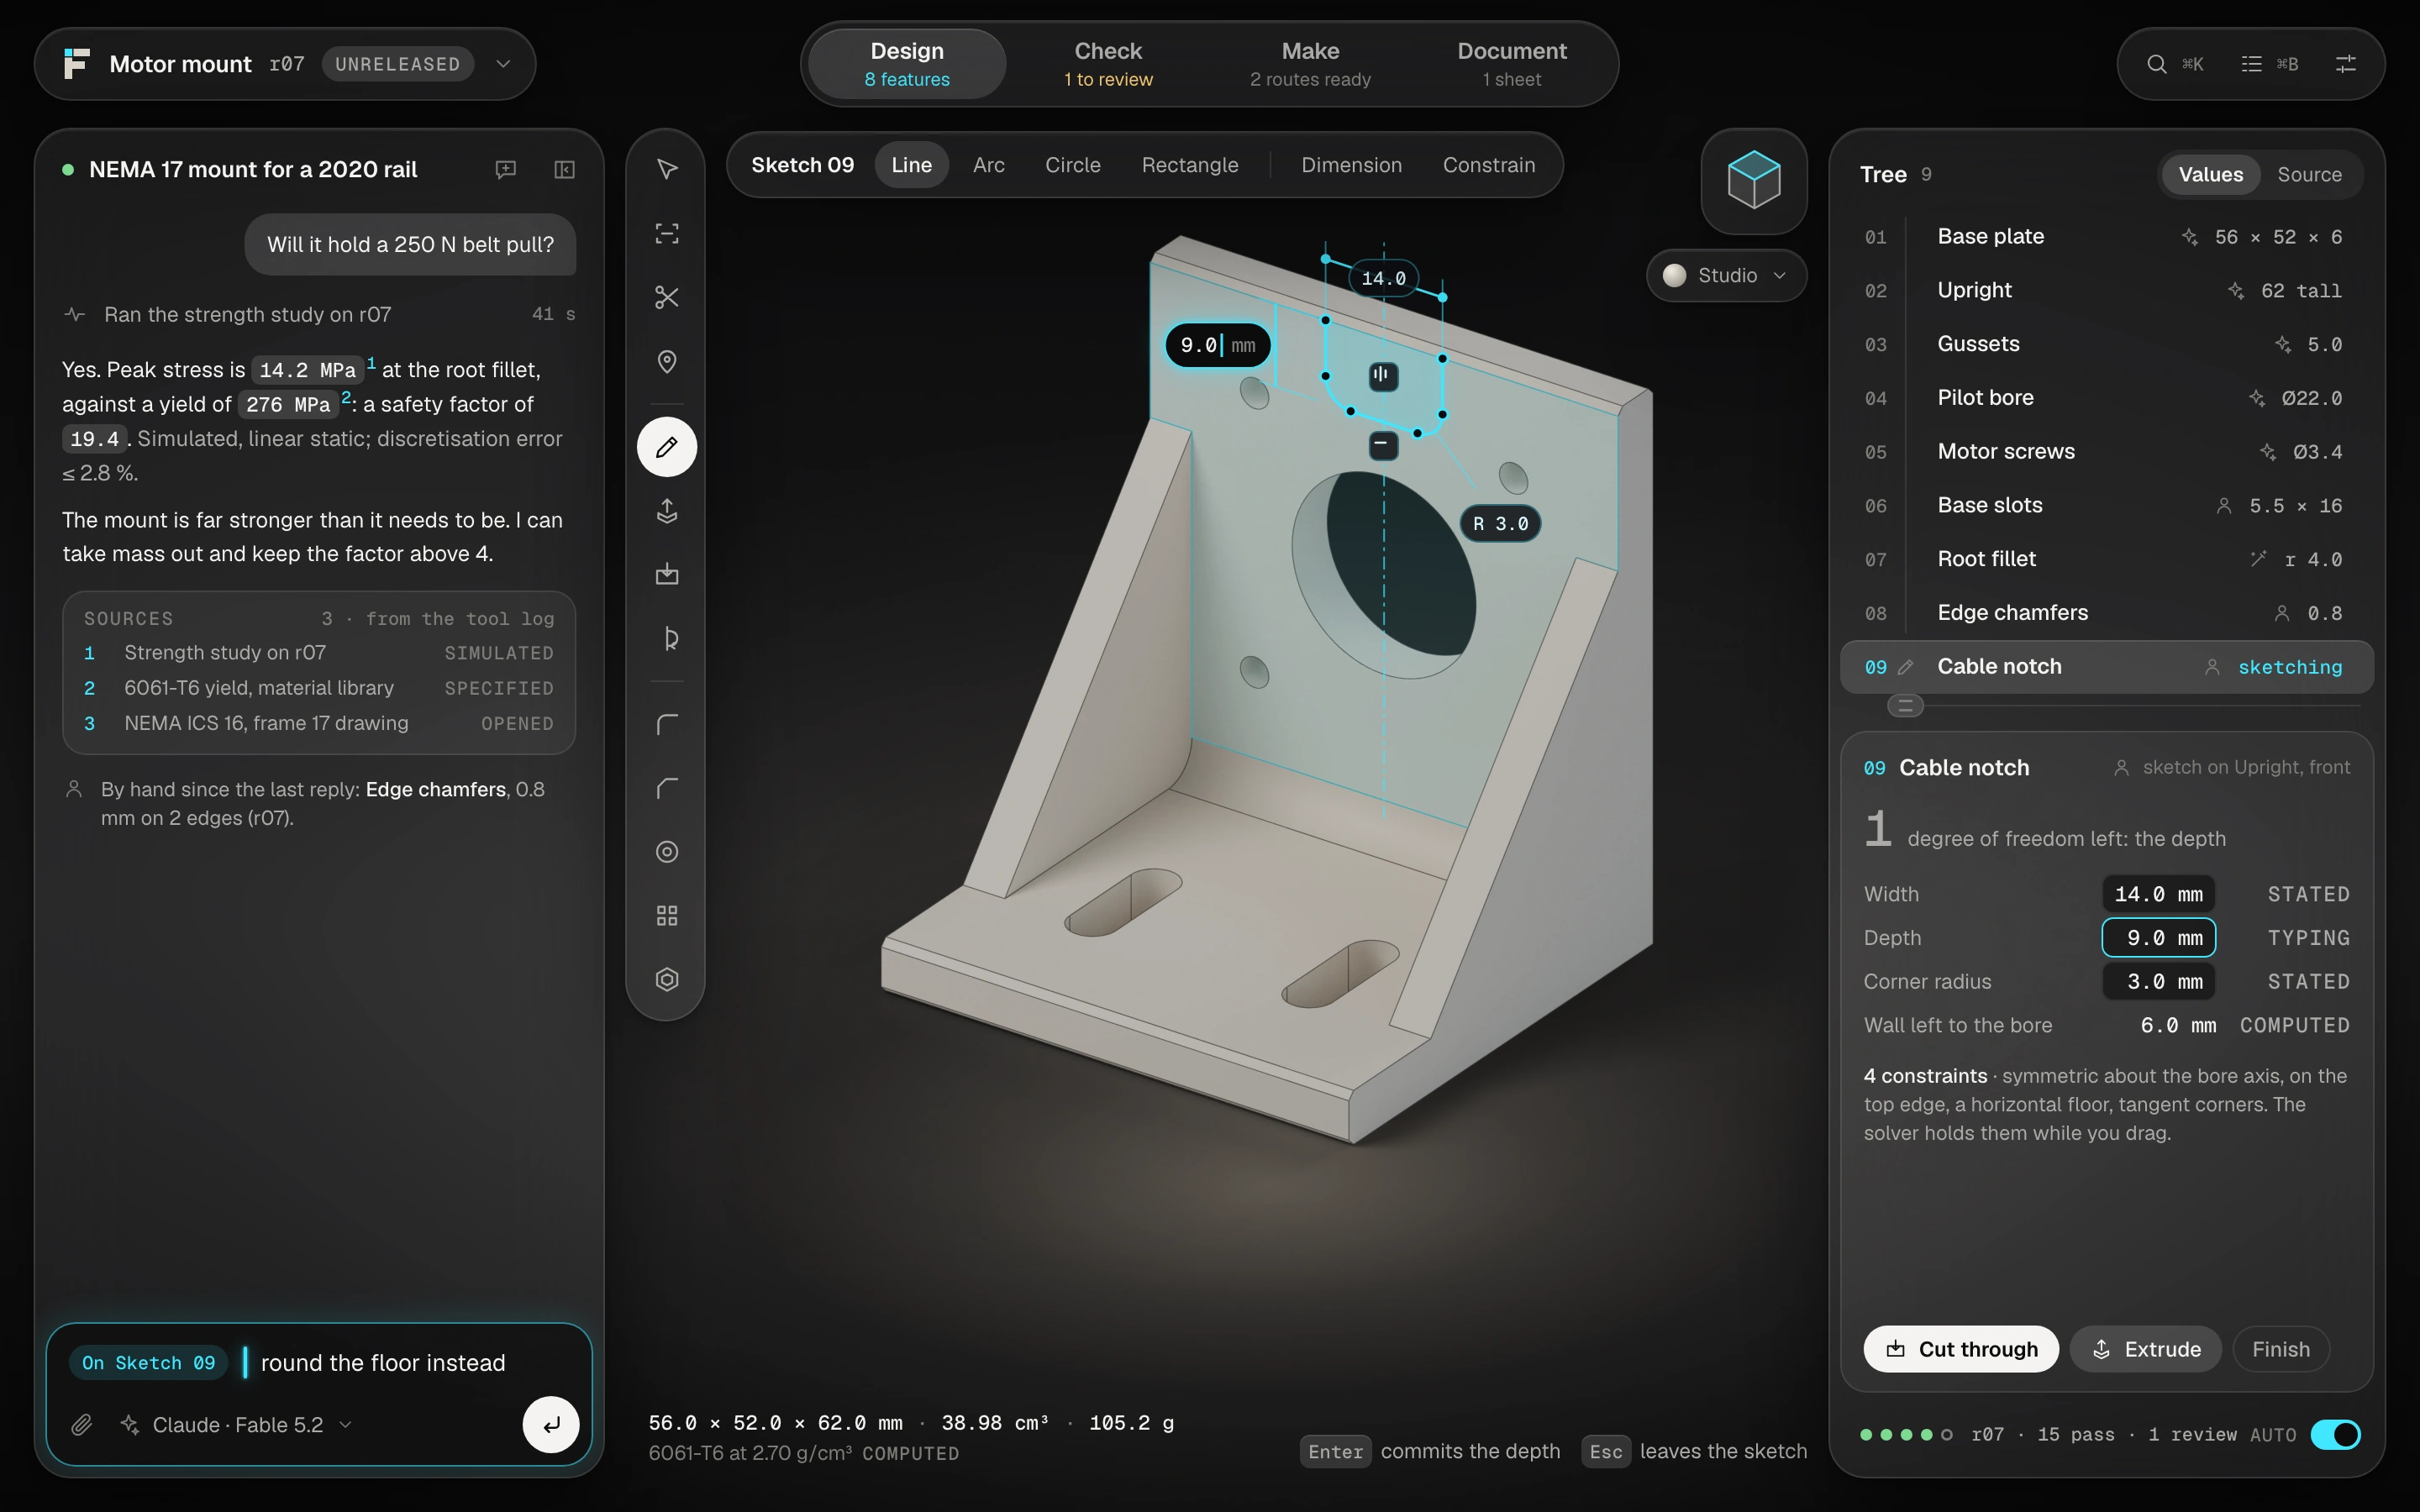 Motor mount r07 UNRELEASED
Design
8 features
Check
1 to review
Make
2 routes ready
Document
1 sheet
⌘K
⌘B
NEMA 17 mount for a 2020 rail
Will it hold a 250 N belt pull?
Ran the strength study on r07 41 s
Yes. Peak stress is 14.2 MPa 1 at the root fillet,
against a yield of 276 MPa 2: a safety factor of
19.4. Simulated, linear static; discretisation error
≤ 2.8 %.
The mount is far stronger than it needs to be. I can
take mass out and keep the factor above 4.
SOURCES 3 · from the tool log
1 Strength study on r07 SIMULATED
2 6061-T6 yield, material library SPECIFIED
3 NEMA ICS 16, frame 17 drawing OPENED
By hand since the last reply: Edge chamfers, 0.8
mm on 2 edges (r07).
On Sketch 09 round the floor instead
Claude · Fable 5.2
Sketch 09 Line Arc Circle Rectangle Dimension Constrain
Studio
14.0
9.0 mm
R 3.0
56.0 × 52.0 × 62.0 mm · 38.98 cm³ · 105.2 g
6061-T6 at 2.70 g/cm³ COMPUTED
Enter commits the depth Esc leaves the sketch
Tree 9 Values Source
01 Base plate 56 × 52 × 6
02 Upright 62 tall
03 Gussets 5.0
04 Pilot bore Ø22.0
05 Motor screws Ø3.4
06 Base slots 5.5 × 16
07 Root fillet r 4.0
08 Edge chamfers 0.8
09 Cable notch sketching
09 Cable notch sketch on Upright, front
1 degree of freedom left: the depth
Width 14.0 mm STATED
Depth 9.0 mm TYPING
Corner radius 3.0 mm STATED
Wall left to the bore 6.0 mm COMPUTED
4 constraints · symmetric about the bore axis, on the
top edge, a horizontal floor, tangent corners. The
solver holds them while you drag.
Cut through Extrude Finish
r07 · 15 pass · 1 review AUTO